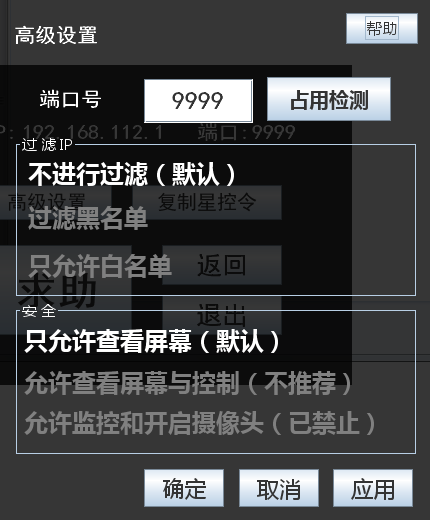 高级设置
帮助
端口号
9999
占用检测
IP:192.168.112.1 端口:9999
过滤IP
不进行过滤（默认）
高级设置
复制星控令
过滤黑名单
只允许白名单
返回
求助
安全
退出
只允许查看屏幕（默认）
允许查看屏幕与控制（不推荐）
允许监控和开启摄像头（已禁止）
确定
取消
应用